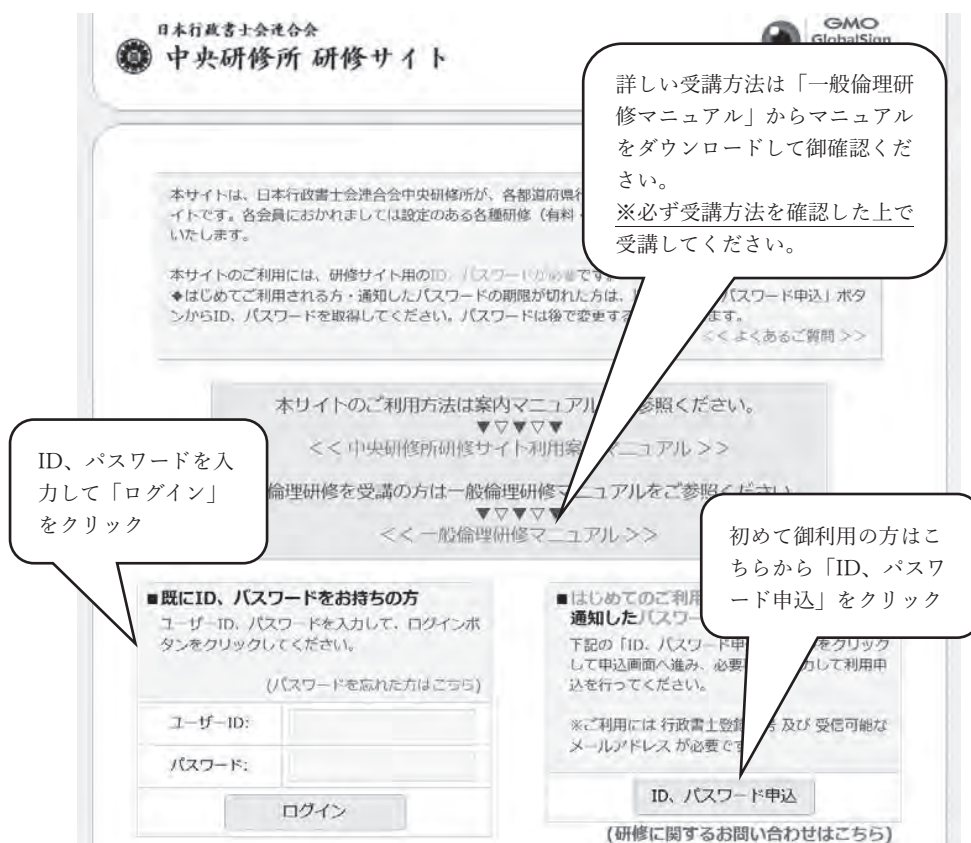 日本行政書士会連合会
中央研修所 研修サイト
GMO
GlobalSign
詳しい受講方法は「一般倫理研
修マニュアル」からマニュアル
をダウンロードして御確認くだ
さい。
※必ず受講方法を確認した上で
受講してください。
本サイトは、日本行政書士会連合会中央研修所が、各都道府県行
イトです。各会員におかれましては設定のある各種研修（有料
いたします。
本サイトのご利用には、研修サイト用のID、パスワードが必要です。
◆はじめてご利用される方・通知したパスワードの期限が切れた方は、 パスワード申込」ボタ
ンからID、パスワードを取得してください。パスワードは後で変更する ます。
<< よくあるご質問 >>
本サイトのご利用方法は案内マニュアル 参照ください。
▼▽▼▽▼
<< 中央研修所研修サイト利用案 マニュアル >>
倫理研修を受講の方は一般倫理研修マニュアルをご参照ください
▼▽▼▽▼
<< 一般倫理研修マニュアル >>
ID、パスワードを入
力して「ログイン」
をクリック
初めて御利用の方はこ
ちらから「ID、パスワ
ード申込」をクリック
■既にID、パスワードをお持ちの方
ユーザーID、パスワードを入力して、ログインボ
タンをクリックしてください。
(パスワードを忘れた方はこちら)
ユーザーID:
パスワード:
ログイン
■はじめてのご利用
通知したパスワー
下記の「ID、パスワード申 をクリック
して申込画面へ進み、必要 力して利用申
込を行ってください。
※ご利用には 行政書士登録 号 及び 受信可能な
メールアドレス が必要です
ID、パスワード申込
(研修に関するお問い合わせはこちら)